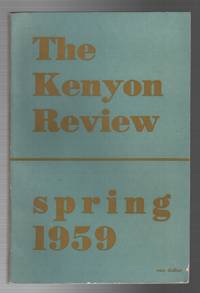 The
Kenyon
Review
spring
1959
one dollar